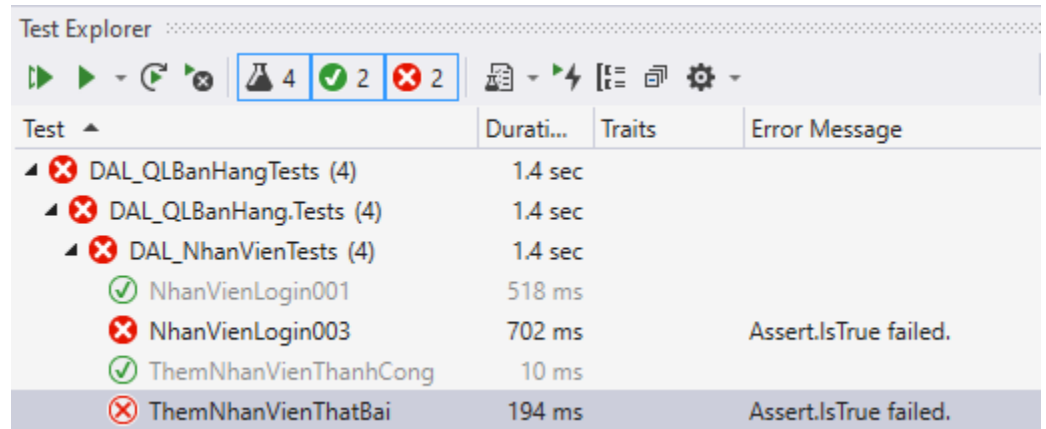 Test Explorer
4 2 2
Test Durati... Traits Error Message
DAL_QLBanHangTests (4) 1.4 sec
DAL_QLBanHang.Tests (4) 1.4 sec
DAL_NhanVienTests (4) 1.4 sec
NhanVienLogin001 518 ms
NhanVienLogin003 702 ms Assert.IsTrue failed.
ThemNhanVienThanhCong 10 ms
ThemNhanVienThatBai 194 ms Assert.IsTrue failed.